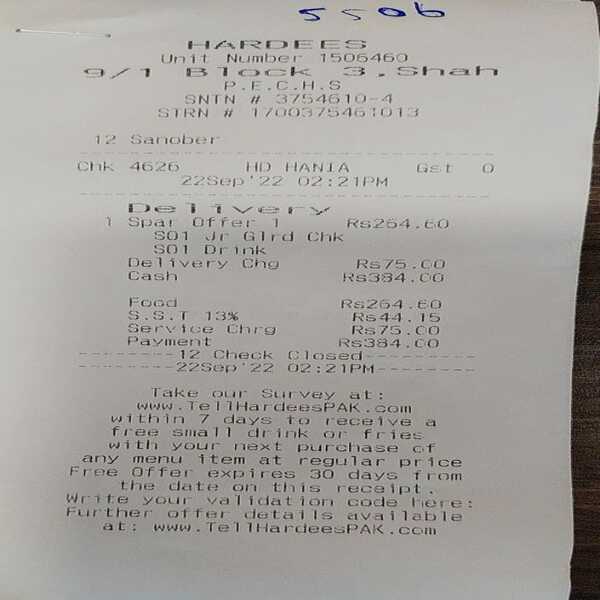 5506
HARDEES
Unit Number 1506460
9/1 Block 3,Shah
P.E.C.H.S
SNTN # 3754610-4
STRN # 1700375461013
12 Sanober
Chk 4626 HD HANIA Gst 0
22Sep'22 02:21PM
Delivery
1 Spar Offer 1 Rs264.60
S01 Jr Glrd Chk
S01 Drink
Delivery Chg Rs75.00
Cash Rs384.00
Food Rs264.60
S.S.T 13% Rs44.15
Service Chrg Rs75.00
Payment Rs384.00
--------12 Check Closed---------
--------22Sep'22 02:21PM--------
Take our Survey at:
www.TellHardeesPAK.com
within 7 days to receive a
free small drink or fries
with your next purchase of
any menu item at regular price
Free Offer expires 30 days from
the date on this receipt.
Write your validation code here:
Further offer details available
at: www.TellHardeesPAK.com